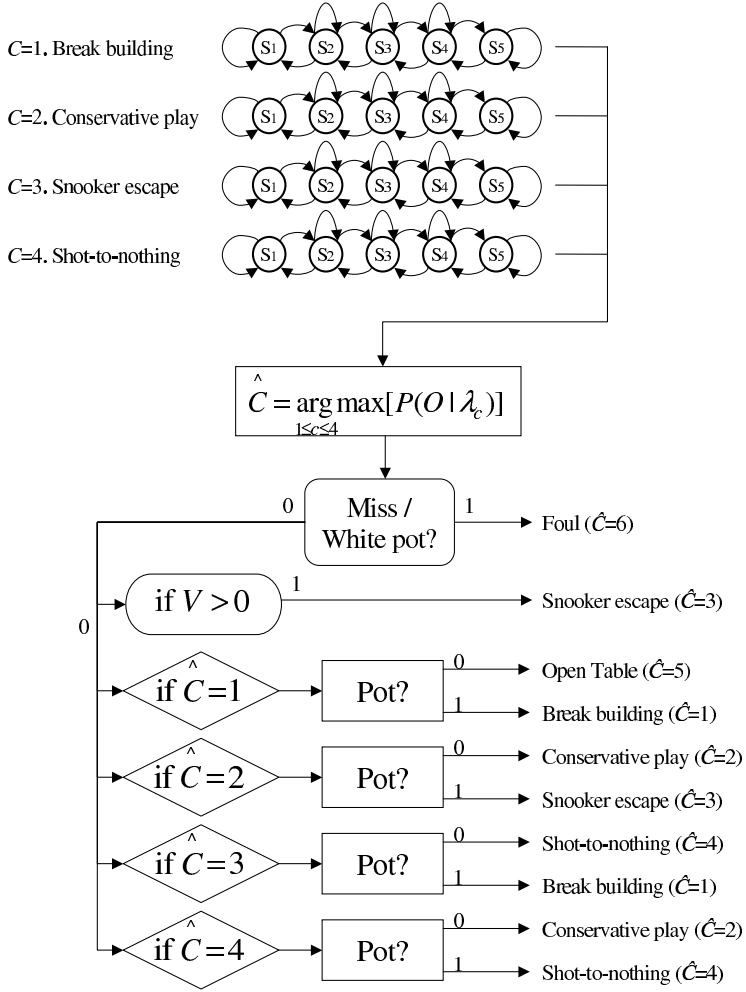 C=1. Break building S1 S2 S3 S4 S5
C=2. Conservative play S1 S2 S3 S4 S5
C=3. Snooker escape S1 S2 S3 S4 S5
C=4. Shot-to-nothing S1 S2 S3 S4 S5
Ĉ = arg max[P(O | λc)]
1≤c≤4
0 Miss / 1
White pot? Foul (Ĉ=6)
if V > 0 1 Snooker escape (Ĉ=3)
0
if Ĉ = 1 Pot? 0 Open Table (Ĉ=5)
1 Break building (Ĉ=1)
if Ĉ = 2 Pot? 0 Conservative play (Ĉ=2)
1 Snooker escape (Ĉ=3)
if Ĉ = 3 Pot? 0 Shot-to-nothing (Ĉ=4)
1 Break building (Ĉ=1)
if Ĉ = 4 Pot? 0 Conservative play (Ĉ=2)
1 Shot-to-nothing (Ĉ=4)